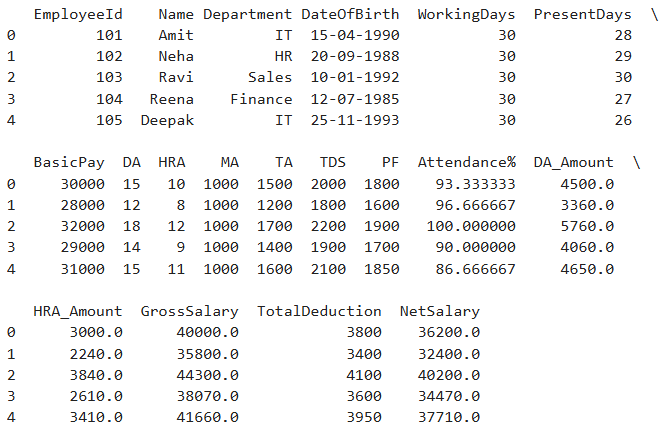 EmployeeId    Name Department DateOfBirth  WorkingDays  PresentDays  \
0         101    Amit         IT  15-04-1990           30           28
1         102    Neha         HR  20-09-1988           30           29
2         103    Ravi      Sales  10-01-1992           30           30
3         104   Reena    Finance  12-07-1985           30           27
4         105  Deepak         IT  25-11-1993           30           26
   BasicPay  DA  HRA    MA    TA   TDS    PF  Attendance%  DA_Amount  \
0     30000  15   10  1000  1500  2000  1800    93.333333     4500.0
1     28000  12    8  1000  1200  1800  1600    96.666667     3360.0
2     32000  18   12  1000  1700  2200  1900   100.000000     5760.0
3     29000  14    9  1000  1400  1900  1700    90.000000     4060.0
4     31000  15   11  1000  1600  2100  1850    86.666667     4650.0
   HRA_Amount  GrossSalary  TotalDeduction  NetSalary
0      3000.0      40000.0            3800    36200.0
1      2240.0      35800.0            3400    32400.0
2      3840.0      44300.0            4100    40200.0
3      2610.0      38070.0            3600    34470.0
4      3410.0      41660.0            3950    37710.0